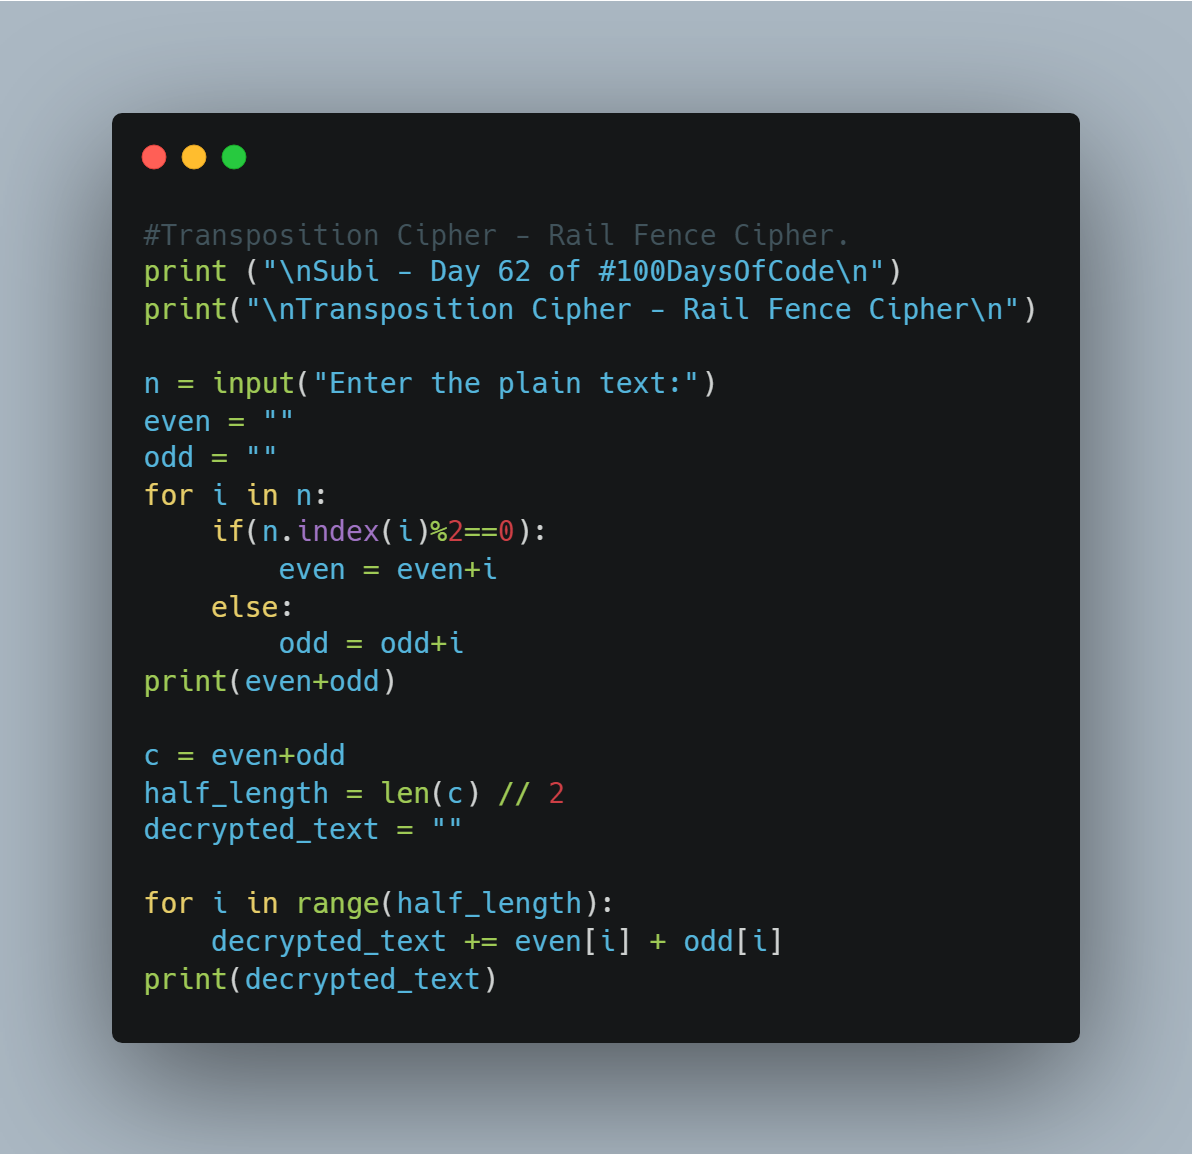 #Transposition Cipher - Rail Fence Cipher.
print ("\nSubi - Day 62 of #100DaysOfCode\n")
print("\nTransposition Cipher - Rail Fence Cipher\n")

n = input("Enter the plain text:")
even = ""
odd = ""
for i in n:
    if(n.index(i)%2==0):
        even = even+i
    else:
        odd = odd+i
print(even+odd)

c = even+odd
half_length = len(c) // 2
decrypted_text = ""

for i in range(half_length):
    decrypted_text += even[i] + odd[i]
print(decrypted_text)